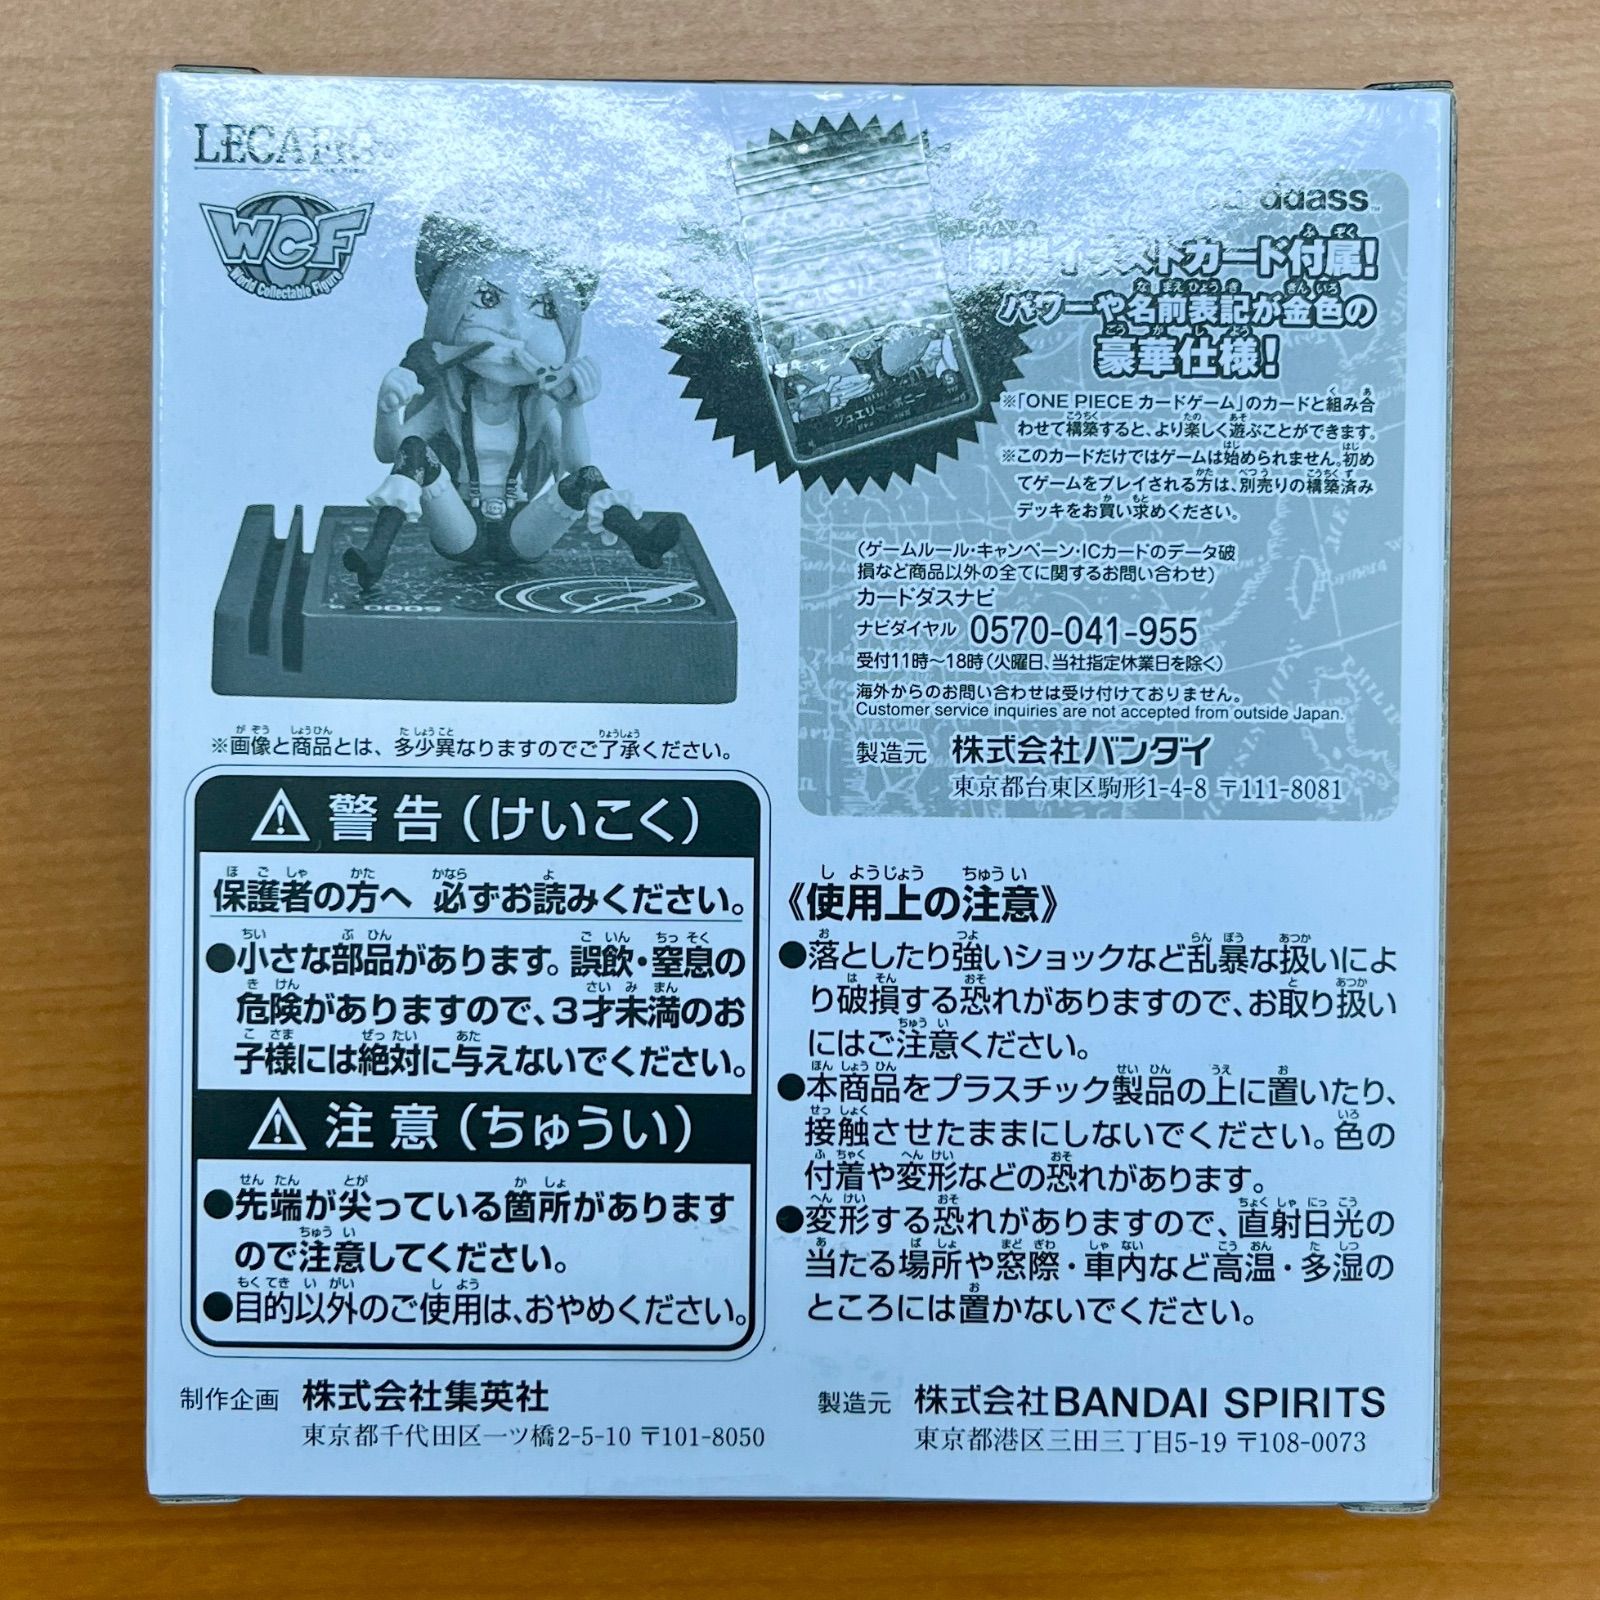 LECAFIG
WCF
World Collectable Figure
ジュエリー・ボニー
5000
※画像と商品とは、多少異なりますのでご了承ください。
イラストカード付属!
パワーや名前表記が金色の
豪華仕様!
※「ONE PIECE カードゲーム」のカードと組み合
わせて構築すると、より楽しく遊ぶことができます。
※このカードだけではゲームは始められません。初め
てゲームをプレイされる方は、別売りの構築済み
デッキをお買い求めください。
(ゲームルール・キャンペーン・ICカードのデータ破
損など商品以外の全てに関するお問い合わせ)
カードダスナビ
ナビダイヤル 0570-041-955
受付11時〜18時(火曜日、当社指定休業日を除く)
海外からのお問い合わせは受け付けておりません。
Customer service inquiries are not accepted from outside Japan.
製造元 株式会社バンダイ
東京都台東区駒形1-4-8 〒111-8081
⚠警告(けいこく)
保護者の方へ 必ずお読みください。
●小さな部品があります。誤飲・窒息の
危険がありますので、3才未満のお
子様には絶対に与えないでください。
⚠注意(ちゅうい)
●先端が尖っている箇所があります
ので注意してください。
●目的以外のご使用は、おやめください。
《使用上の注意》
●落としたり強いショックなど乱暴な扱いによ
り破損する恐れがありますので、お取り扱い
にはご注意ください。
●本商品をプラスチック製品の上に置いたり、
接触させたままにしないでください。色の
付着や変形などの恐れがあります。
●変形する恐れがありますので、直射日光の
当たる場所や窓際・車内など高温・多湿の
ところには置かないでください。
制作企画 株式会社集英社
東京都千代田区一ツ橋2-5-10 〒101-8050
製造元 株式会社BANDAI SPIRITS
東京都港区三田三丁目5-19 〒108-0073